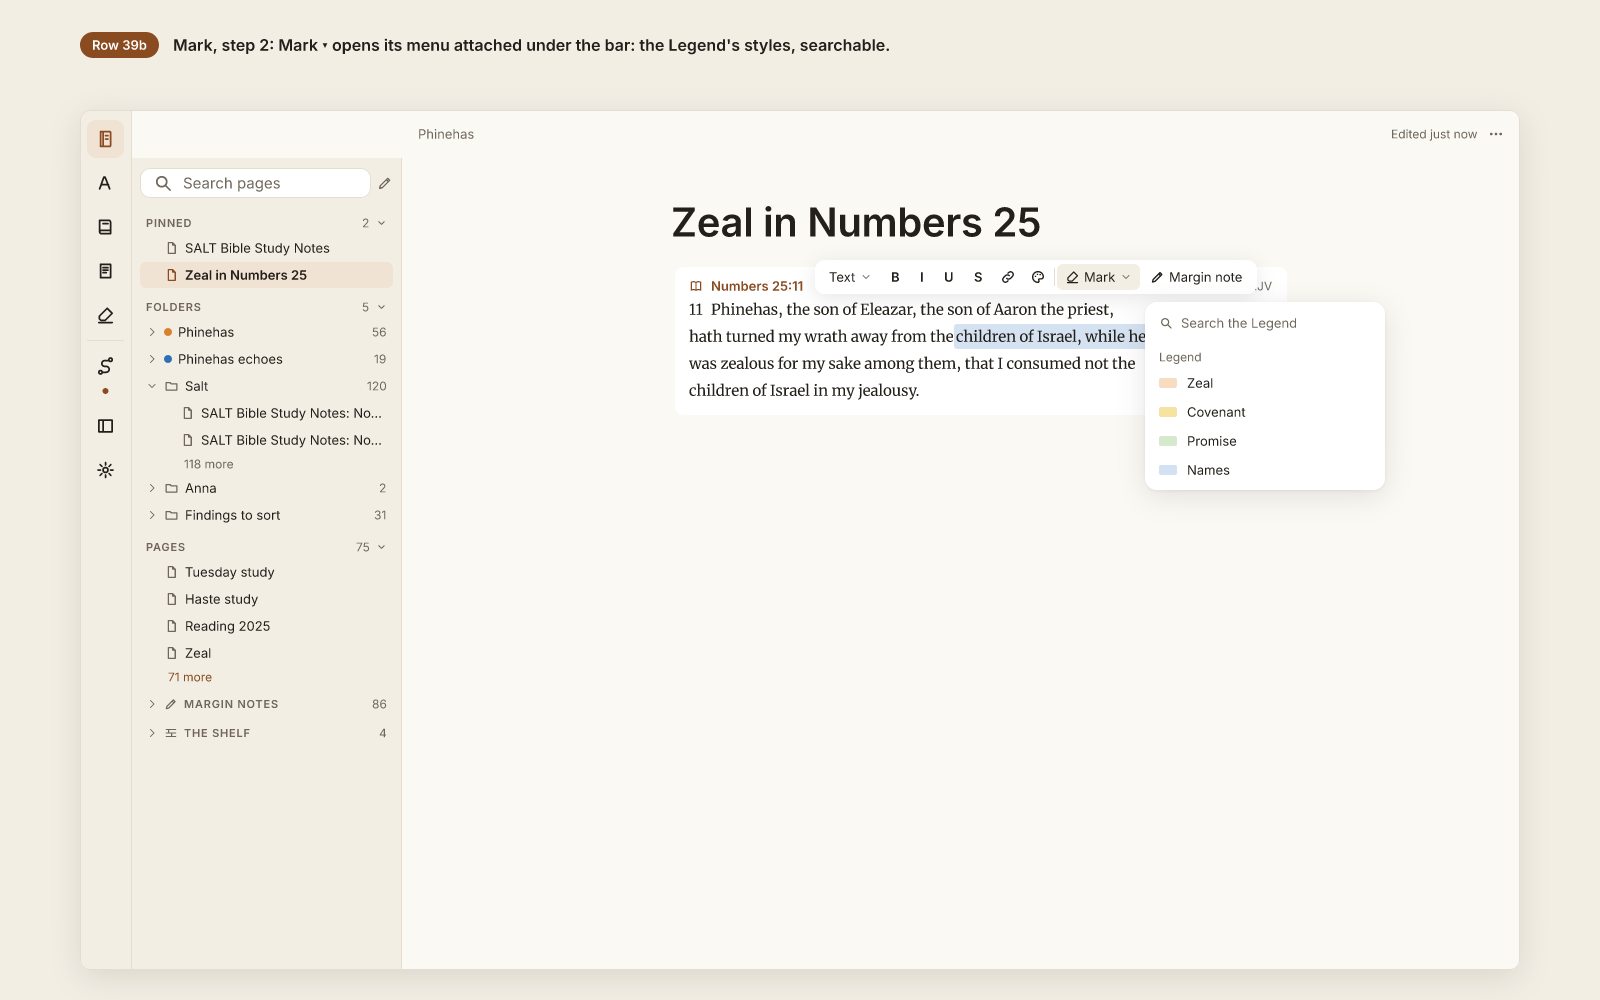 Row 39b
Mark, step 2: Mark ▾ opens its menu attached under the bar: the Legend's styles, searchable.
Phinehas
Edited just now
Search pages
PINNED 2
SALT Bible Study Notes
Zeal in Numbers 25
FOLDERS 5
Phinehas 56
Phinehas echoes 19
Salt 120
SALT Bible Study Notes: No...
SALT Bible Study Notes: No...
118 more
Anna 2
Findings to sort 31
PAGES 75
Tuesday study
Haste study
Reading 2025
Zeal
71 more
MARGIN NOTES 86
THE SHELF 4
Zeal in Numbers 25
Text B I U S Mark Margin note
Numbers 25:11
11 Phinehas, the son of Eleazar, the son of Aaron the priest,
hath turned my wrath away from the children of Israel, while he
was zealous for my sake among them, that I consumed not the
children of Israel in my jealousy.
Search the Legend
Legend
Zeal
Covenant
Promise
Names